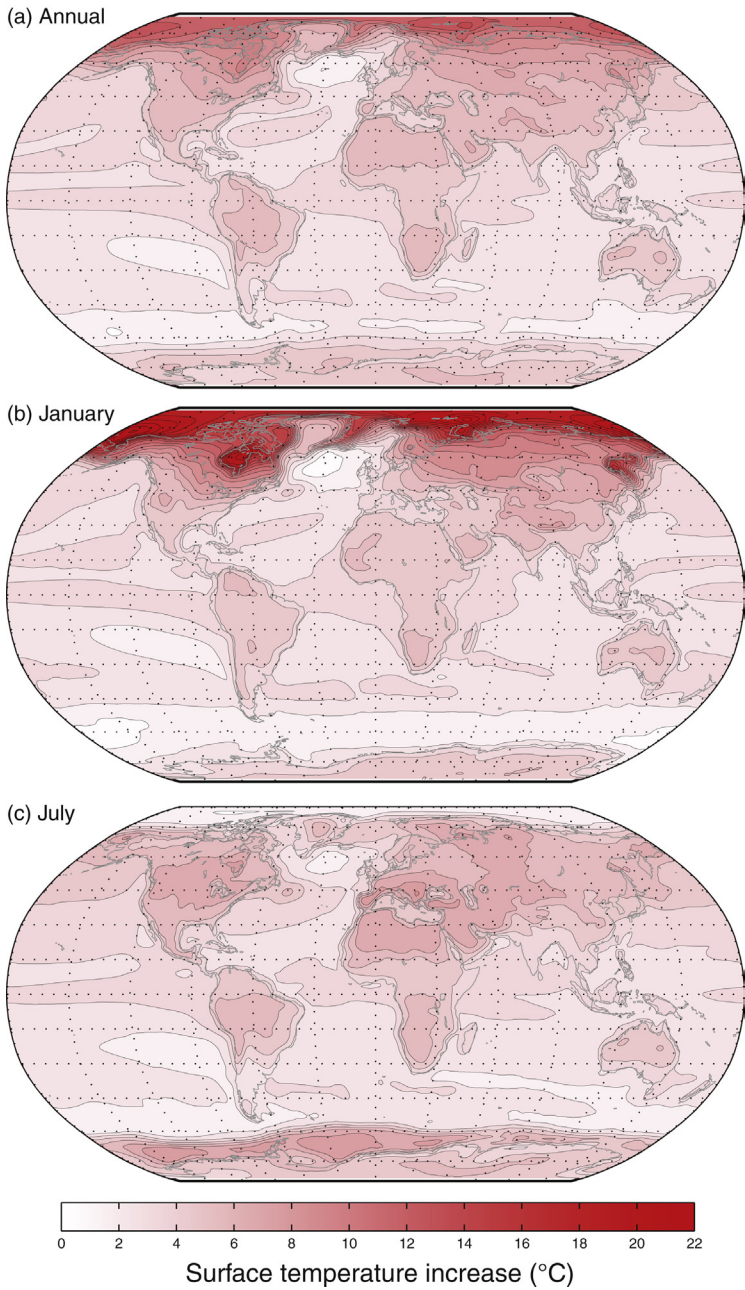 (a) Annual
(b) January
(c) July
0 2 4 6 8 10 12 14 16 18 20 22
Surface temperature increase (°C)